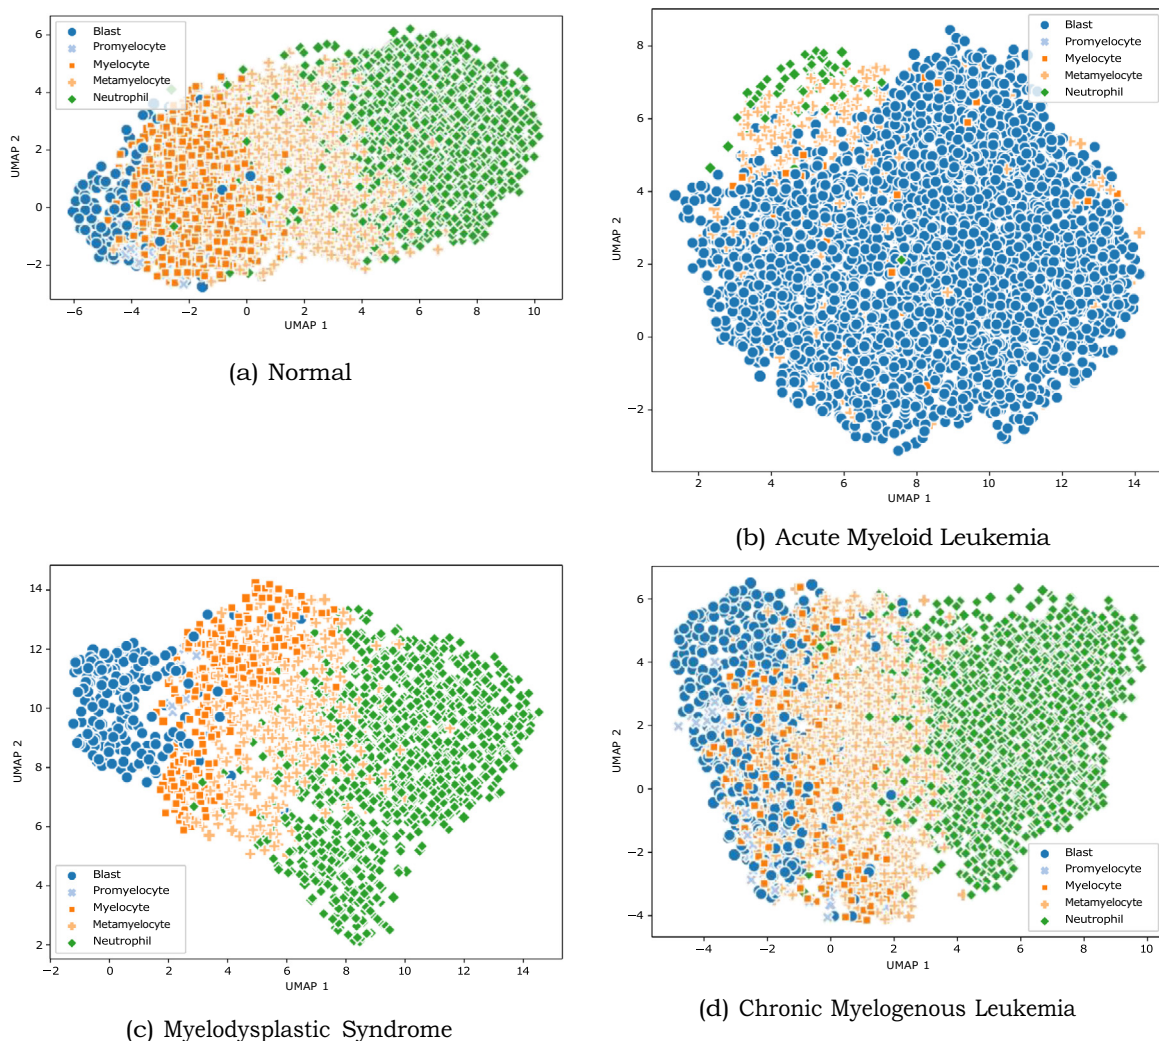 Blast
Promyelocyte
Myelocyte
Metamyelocyte
Neutrophil
6
4
2
0
−2
UMAP 2
−6 −4 −2 0 2 4 6 8 10
UMAP 1
(a) Normal
Blast
Promyelocyte
Myelocyte
Metamyelocyte
Neutrophil
8
6
4
2
0
−2
UMAP 2
2 4 6 8 10 12 14
UMAP 1
(b) Acute Myeloid Leukemia
14
12
10
8
6
4
2
UMAP 2
Blast
Promyelocyte
Myelocyte
Metamyelocyte
Neutrophil
−2 0 2 4 6 8 10 12 14
UMAP 1
(c) Myelodysplastic Syndrome
6
4
2
0
−2
−4
UMAP 2
Blast
Promyelocyte
Myelocyte
Metamyelocyte
Neutrophil
−4 −2 0 2 4 6 8 10
UMAP 1
(d) Chronic Myelogenous Leukemia